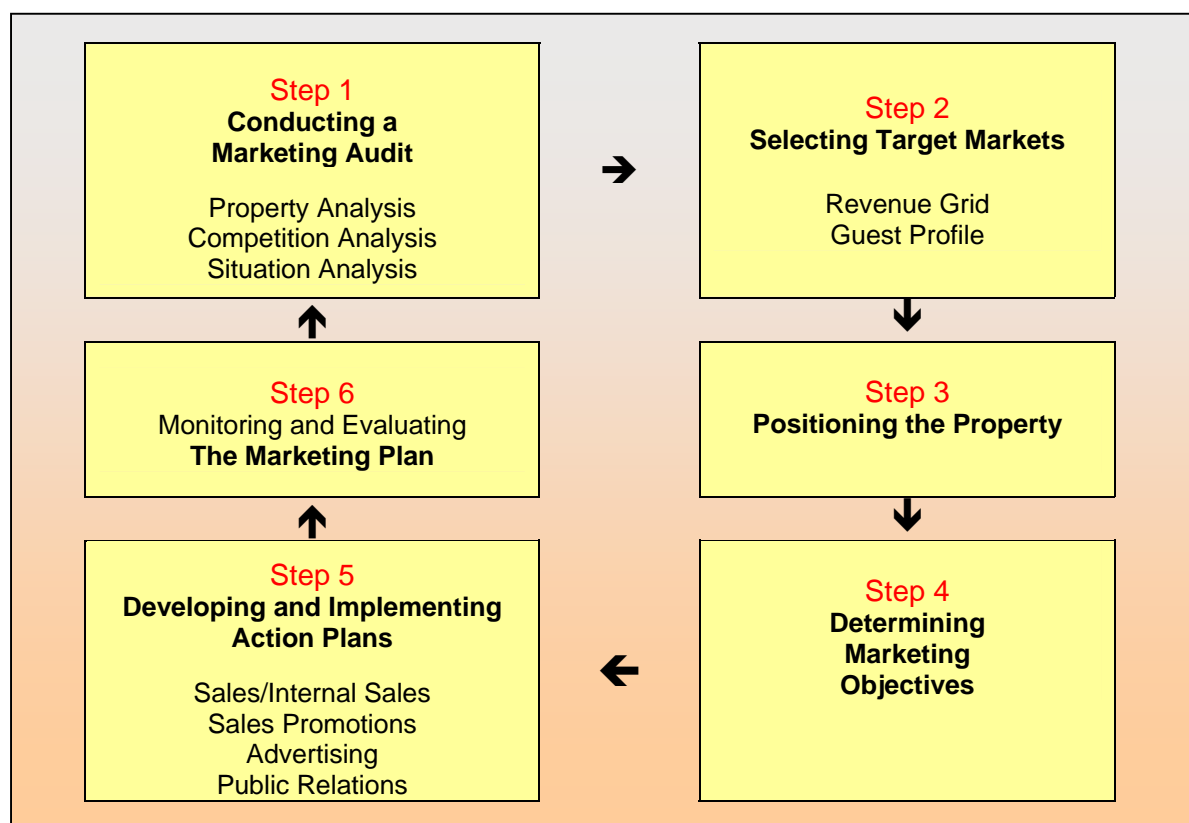 Step 1
Conducting a
Marketing Audit
Property Analysis
Competition Analysis
Situation Analysis
Step 2
Selecting Target Markets
Revenue Grid
Guest Profile
Step 3
Positioning the Property
Step 4
Determining
Marketing
Objectives
Step 5
Developing and Implementing
Action Plans
Sales/Internal Sales
Sales Promotions
Advertising
Public Relations
Step 6
Monitoring and Evaluating
The Marketing Plan